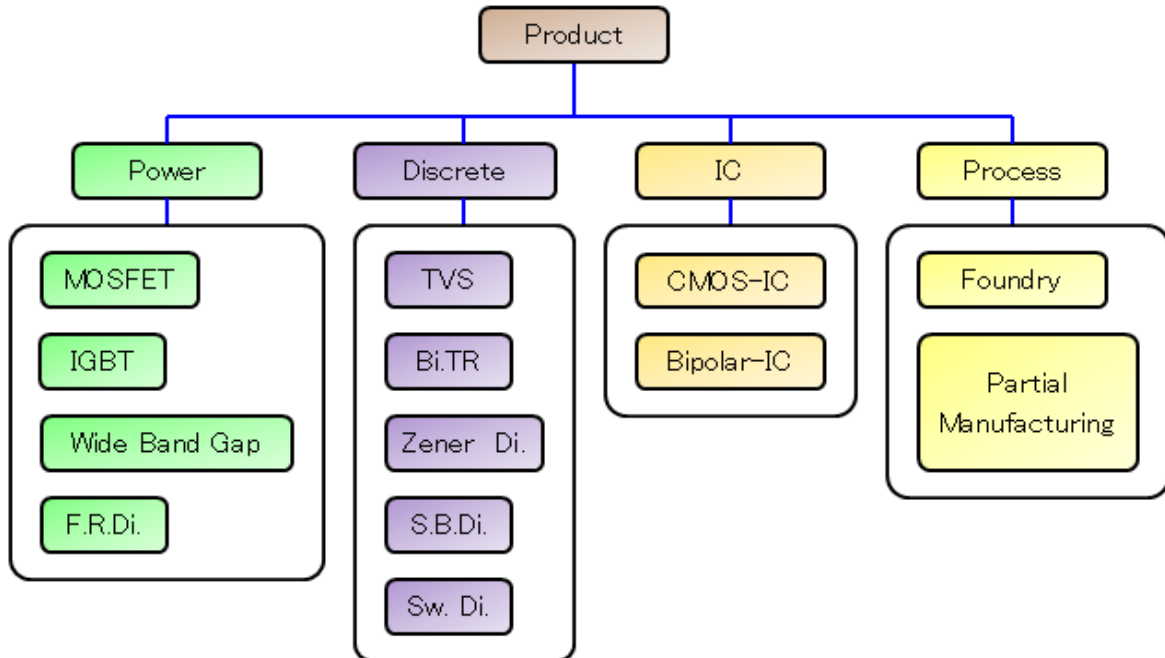 Product
Power
Discrete
IC
Process
MOSFET
IGBT
Wide Band Gap
F.R.Di.
TVS
Bi.TR
Zener Di.
S.B.Di.
Sw. Di.
CMOS-IC
Bipolar-IC
Foundry
Partial
Manufacturing